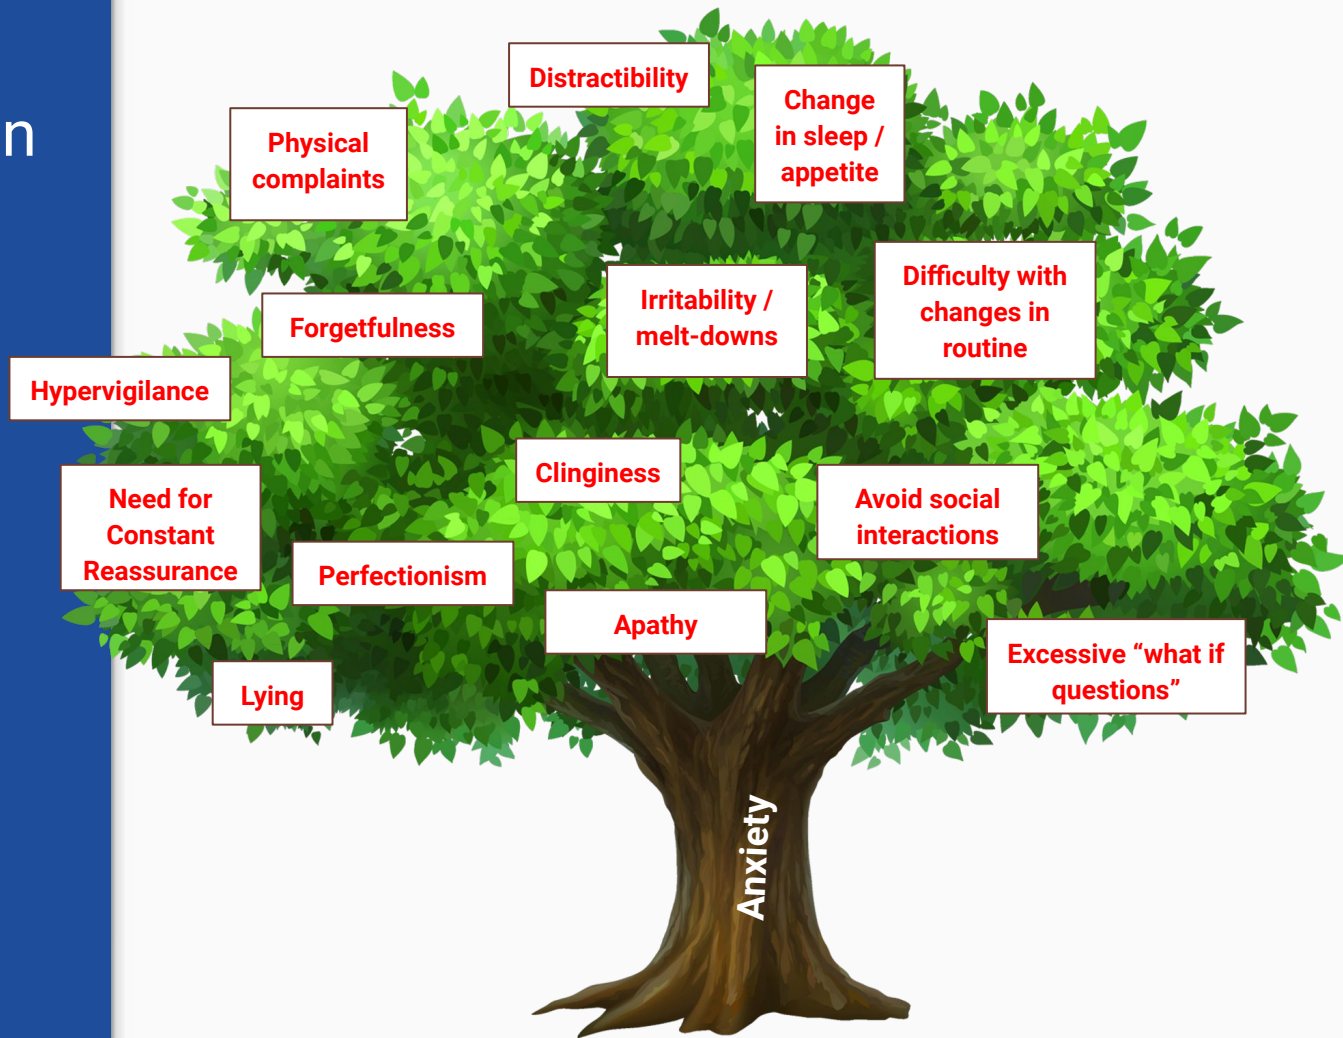 n
Distractibility
Change
in sleep /
appetite
Physical
complaints
Difficulty with
changes in
routine
Irritability /
melt-downs
Forgetfulness
Hypervigilance
Clinginess
Avoid social
interactions
Need for
Constant
Reassurance
Perfectionism
Apathy
Excessive “what if
questions”
Lying
Anxiety